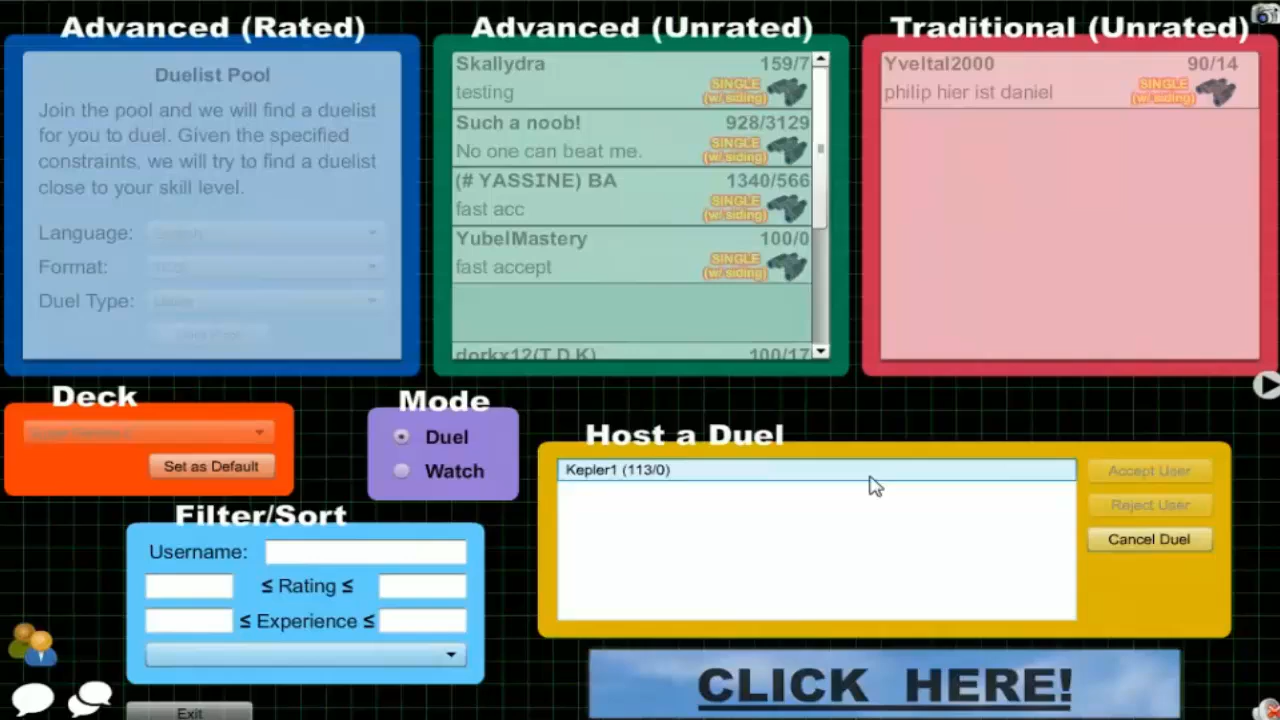 Advanced (Rated)
Duelist Pool
Join the pool and we will find a duelist
for you to duel. Given the specified
constraints, we will try to find a duelist
close to your skill level.
Language:
Format:
Duel Type:
Advanced (Unrated)
Skallydra 159/7
testing SINGLE
(w/ siding)
Such a noob! 928/3129
No one can beat me. SINGLE
(w/ siding)
(# YASSINE) BA 1340/566
fast acc SINGLE
(w/ siding)
YubelMastery 100/0
fast accept SINGLE
(w/ siding)
dorkx12(T.D.K) 100/17
Traditional (Unrated)
Yveltal2000 90/14
philip hier ist daniel SINGLE
(w/ siding)
Deck
Set as Default
Mode
Duel
Watch
Host a Duel
Kepler1 (113/0)
Accept User
Reject User
Cancel Duel
Filter/Sort
Username:
≤ Rating ≤
≤ Experience ≤
CLICK HERE!
Exit